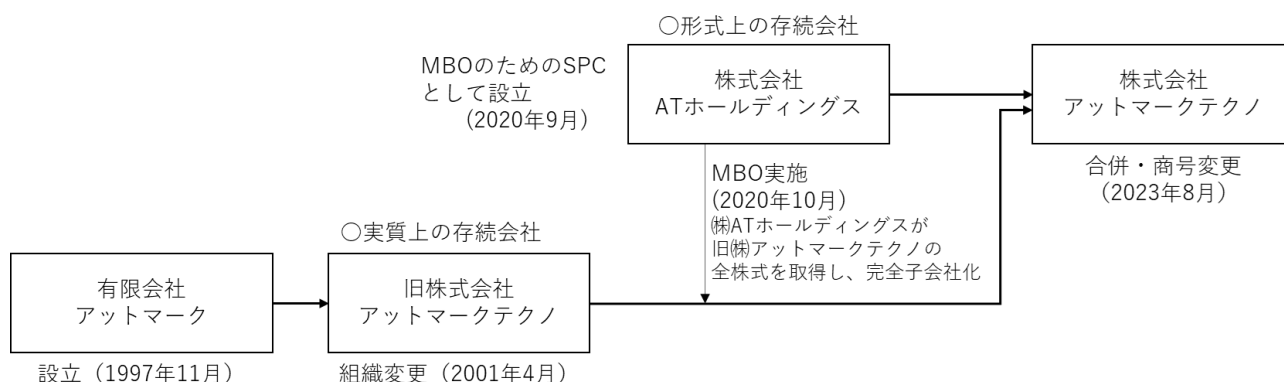 ○形式上の存続会社
MBOのためのSPC
として設立
(2020年9月)
株式会社
ATホールディングス
株式会社
アットマークテクノ
合併・商号変更
(2023年8月)
MBO実施
(2020年10月)
㈱ATホールディングスが
旧㈱アットマークテクノの
全株式を取得し、完全子会社化
○実質上の存続会社
有限会社
アットマーク
旧株式会社
アットマークテクノ
設立(1997年11月)
組織変更(2001年4月)